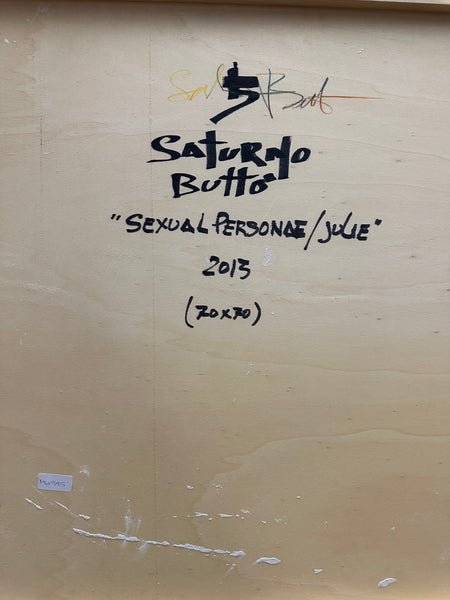 SATURNO
BUTTÒ
"SEXUAL PERSONAE/JULIE"
2013
(70x70)